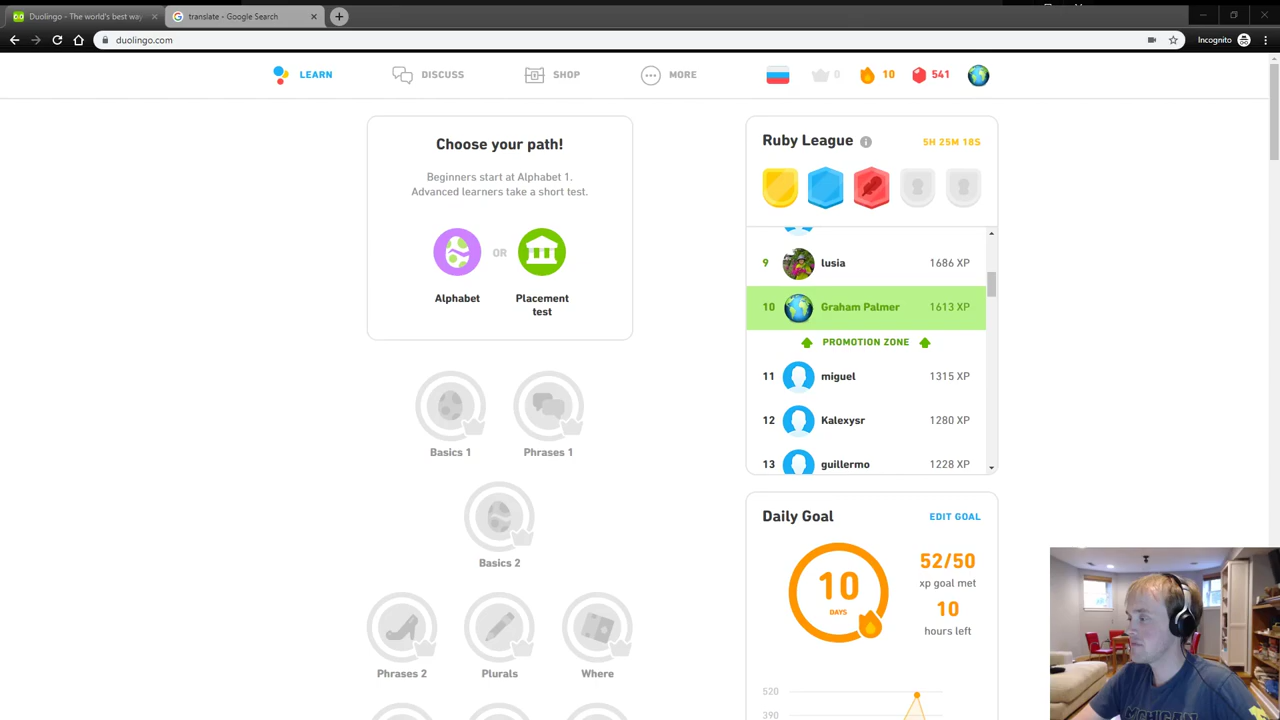 Duolingo - The world's best way
translate - Google Search
duolingo.com
Incognito
LEARN
DISCUSS
SHOP
MORE
0
10
541
Choose your path!
Beginners start at Alphabet 1.
Advanced learners take a short test.
OR
Alphabet
Placement
test
Basics 1
Phrases 1
Basics 2
Phrases 2
Plurals
Where
Ruby League
5H 25M 18S
9 lusia 1686 XP
10 Graham Palmer 1613 XP
PROMOTION ZONE
11 miguel 1315 XP
12 Kalexysr 1280 XP
13 guillermo 1228 XP
Daily Goal
EDIT GOAL
10
DAYS
52/50
xp goal met
10
hours left
520
390
MICHIGAN